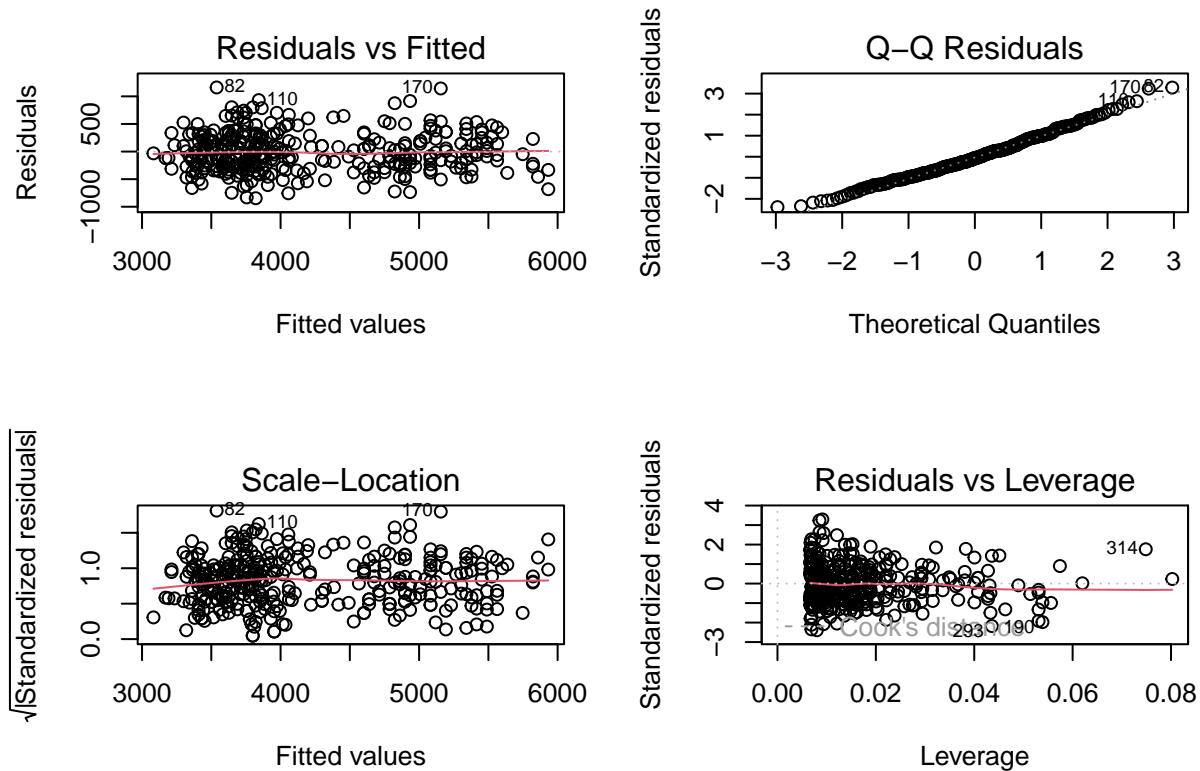 Residuals vs Fitted
Residuals
500
−1000
82
110
170
3000 4000 5000 6000
Fitted values
Q−Q Residuals
Standardized residuals
3
1
−2
170
82
110
−3 −2 −1 0 1 2 3
Theoretical Quantiles
Scale−Location
√|Standardized residuals|
1.0
0.0
82
110
170
3000 4000 5000 6000
Fitted values
Residuals vs Leverage
Standardized residuals
4
2
0
−3
314
Cook's distance
293
190
0.00 0.02 0.04 0.06 0.08
Leverage